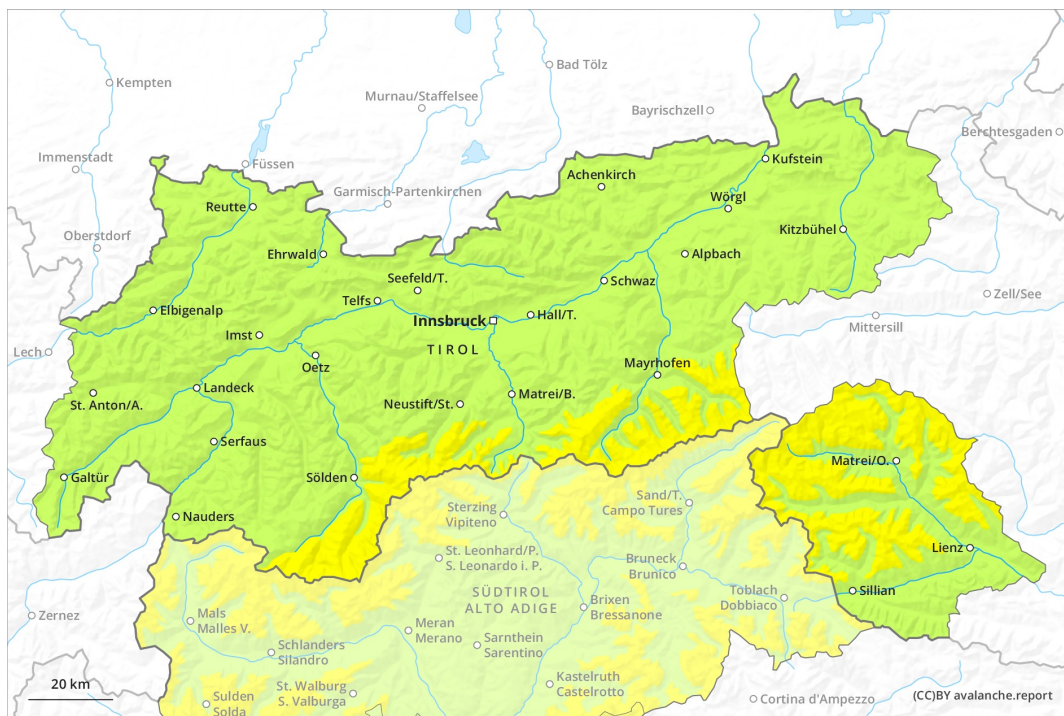 Kempten
Bad Tölz
Murnau/Staffelsee
Bayrischzell
Berchtesgaden
Immenstadt
Füssen
Kufstein
Achenkirch
Garmisch-Partenkirchen
Wörgl
Reutte
Kitzbühel
Oberstdorf
Ehrwald
Alpbach
Seefeld/T.
Schwaz
Zell/See
Telfs
Elbigenalp
Hall/T.
Innsbruck
Mittersill
Imst
TIROL
Lech
Oetz
Mayrhofen
Landeck
St. Anton/A.
Neustift/St.
Matrei/B.
Serfaus
Matrei/O.
Galtür
Sölden
Sand/T.
Campo Tures
Sterzing
Vipiteno
Nauders
Lienz
St. Leonhard/P.
S. Leonardo i. P.
Bruneck
Brunico
SÜDTIROL
ALTO ADIGE
Toblach
Dobbiaco
Sillian
Brixen
Bressanone
Zernez
Mals
Malles V.
Meran
Merano
Schlanders
Silandro
Sarnthein
Sarentino
Kastelruth
Castelrotto
20 km
St. Walburg
S. Valburga
Sulden
Solda
Cortina d'Ampezzo
(CC)BY avalanche.report